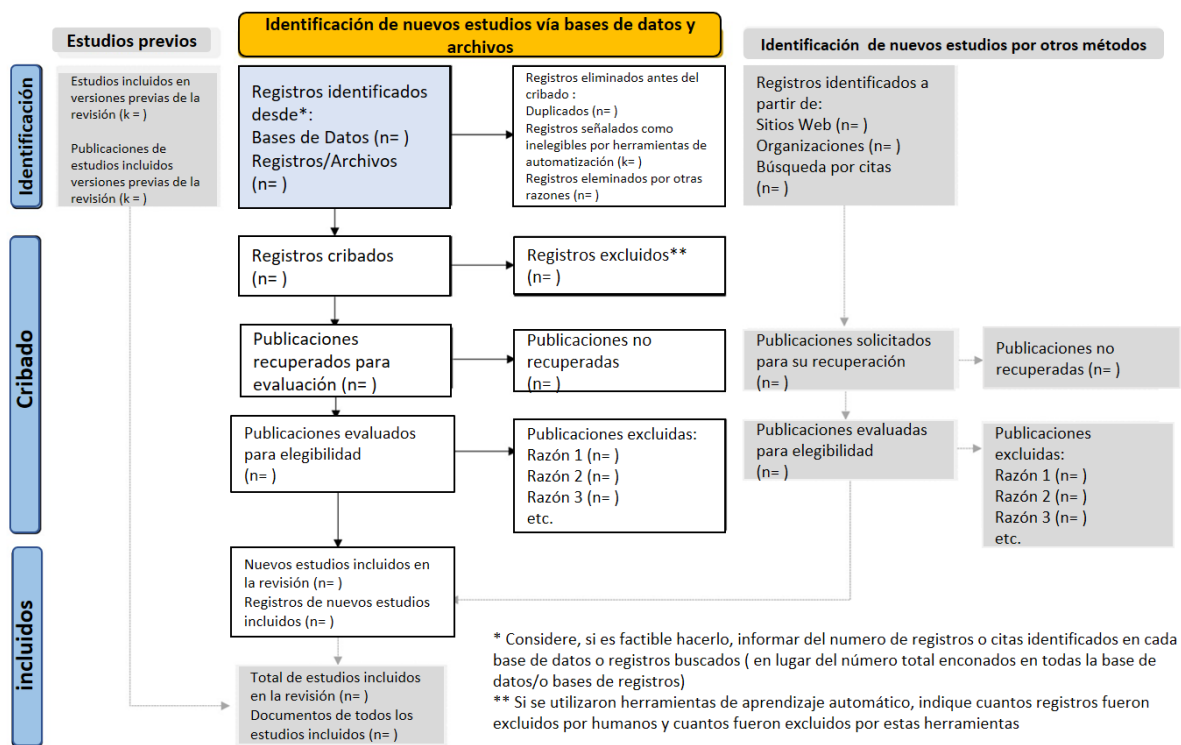 Estudios previos
Identificación de nuevos estudios vía bases de datos y
archivos
Identificación de nuevos estudios por otros métodos
Identificación
Estudios incluidos en
versiones previas de la
revisión (k = )
Publicaciones de
estudios incluidos
versiones previas de la
revisión (k = )
Registros identificados
desde*:
Bases de Datos (n= )
Registros/Archivos
(n= )
Registros eliminados antes del
cribado :
Duplicados (n= )
Registros señalados como
inelegibles por herramientas de
automatización (k= )
Registros eleminados por otras
razones (n= )
Registros identificados a
partir de:
Sitios Web (n= )
Organizaciones (n= )
Búsqueda por citas
(n= )
Cribado
Registros cribados
(n= )
Registros excluidos**
(n= )
Publicaciones
recuperados para
evaluación (n= )
Publicaciones no
recuperadas
(n= )
Publicaciones solicitados
para su recuperación
(n= )
Publicaciones no
recuperadas (n= )
Publicaciones evaluados
para elegibilidad
(n= )
Publicaciones excluidas:
Razón 1 (n= )
Razón 2 (n= )
Razón 3 (n= )
etc.
Publicaciones evaluadas
para elegibilidad
(n= )
Publicaciones
excluidas:
Razón 1 (n= )
Razón 2 (n= )
Razón 3 (n= )
etc.
incluidos
Nuevos estudios incluidos en
la revisión (n= )
Registros de nuevos estudios
incluidos (n= )
Total de estudios incluidos
en la revisión (n= )
Documentos de todos los
estudios incluidos (n= )
* Considere, si es factible hacerlo, informar del numero de registros o citas identificados en cada
base de datos o registros buscados ( en lugar del número total enconados en todas la base de
datos/o bases de registros)
** Si se utilizaron herramientas de aprendizaje automático, indique cuantos registros fueron
excluidos por humanos y cuantos fueron excluidos por estas herramientas